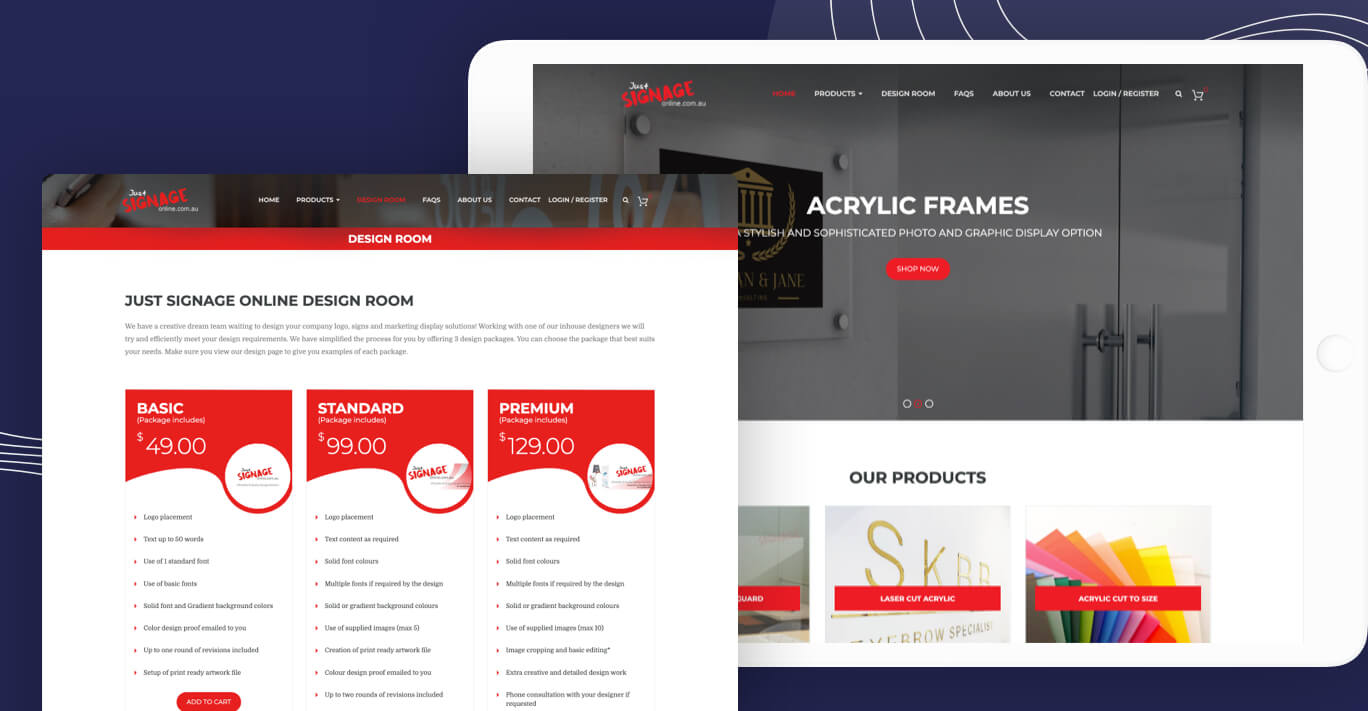 Just
SIGNAGE
online.com.au
HOME
PRODUCTS
DESIGN ROOM
FAQS
ABOUT US
CONTACT
LOGIN / REGISTER
ACRYLIC FRAMES
A STYLISH AND SOPHISTICATED PHOTO AND GRAPHIC DISPLAY OPTION
SHOP NOW
AN & JANE
OUR PRODUCTS
GUARD
SKBR
EYEBROW SPECIALIST
LASER CUT ACRYLIC
ACRYLIC CUT TO SIZE
Just
SIGNAGE
online.com.au
HOME
PRODUCTS
DESIGN ROOM
FAQS
ABOUT US
CONTACT
LOGIN / REGISTER
DESIGN ROOM
JUST SIGNAGE ONLINE DESIGN ROOM
We have a creative dream team waiting to design your company logo, signs and marketing display solutions! Working with one of our inhouse designers we will
try and efficiently meet your design requirements. We have simplified the process for you by offering 3 design packages. You can choose the package that best suits
your needs. Make sure you view our design page to give you examples of each package.
BASIC
(Package includes)
$49.00
Just
SIGNAGE
Logo placement
Text up to 50 words
Use of 1 standard font
Use of basic fonts
Solid font and Gradient background colors
Color design proof emailed to you
Up to one round of revisions included
Setup of print ready artwork file
ADD TO CART
STANDARD
(Package includes)
$99.00
Just
SIGNAGE
Logo placement
Text content as required
Solid font colours
Multiple fonts if required by the design
Solid or gradient background colours
Use of supplied images (max 5)
Creation of print ready artwork file
Colour design proof emailed to you
Up to two rounds of revisions included
PREMIUM
(Package includes)
$129.00
Just
SIGNAGE
Logo placement
Text content as required
Solid font colours
Multiple fonts if required by the design
Solid or gradient background colours
Use of supplied images (max 10)
Image cropping and basic editing*
Extra creative and detailed design work
Phone consultation with your designer if
requested